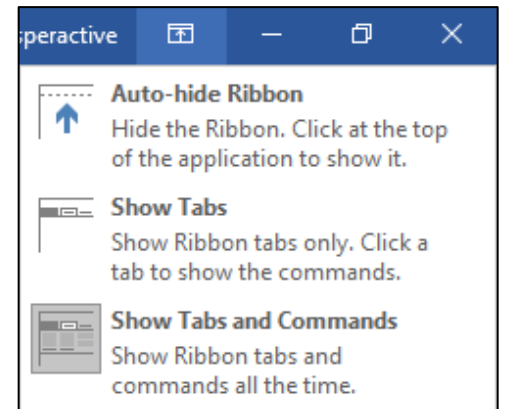 speractive
Auto-hide Ribbon
Hide the Ribbon. Click at the top
of the application to show it.
Show Tabs
Show Ribbon tabs only. Click a
tab to show the commands.
Show Tabs and Commands
Show Ribbon tabs and
commands all the time.